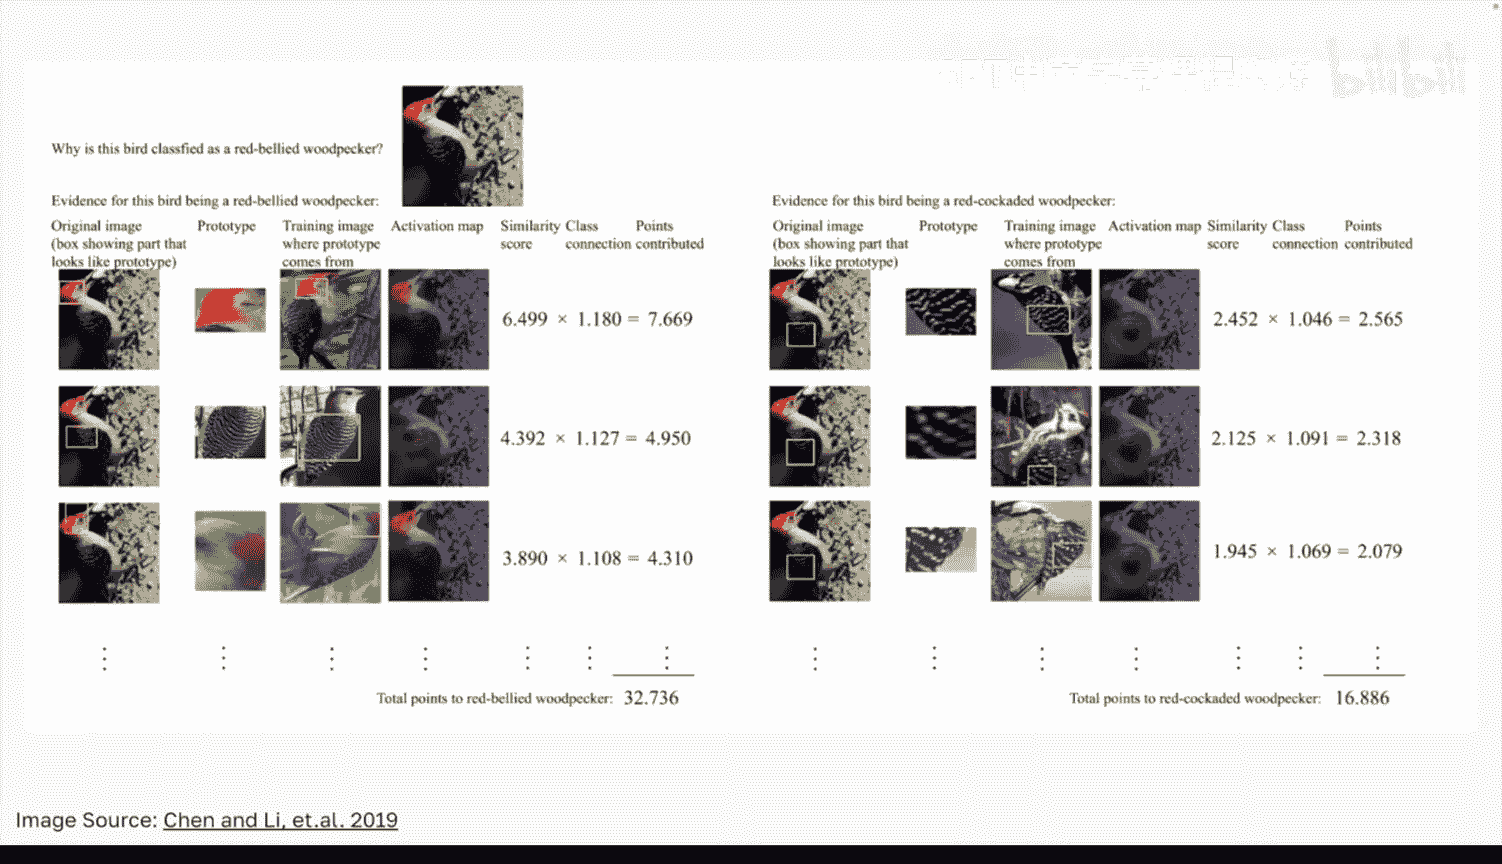 Why is this bird classfied as a red-bellied woodpecker?
Evidence for this bird being a red-bellied woodpecker:
Original image
(box showing part that
looks like prototype)
Prototype
Training image
where prototype
comes from
Activation map
Similarity
score
Class
connection
Points
contributed
6.499 × 1.180 = 7.669
4.392 × 1.127 = 4.950
3.890 × 1.108 = 4.310
Total points to red-bellied woodpecker: 32.736
Evidence for this bird being a red-cockaded woodpecker:
Original image
(box showing part that
looks like prototype)
Prototype
Training image
where prototype
comes from
Activation map
Similarity
score
Class
connection
Points
contributed
2.452 × 1.046 = 2.565
2.125 × 1.091 = 2.318
1.945 × 1.069 = 2.079
Total points to red-cockaded woodpecker: 16.886
Image Source: Chen and Li, et.al. 2019